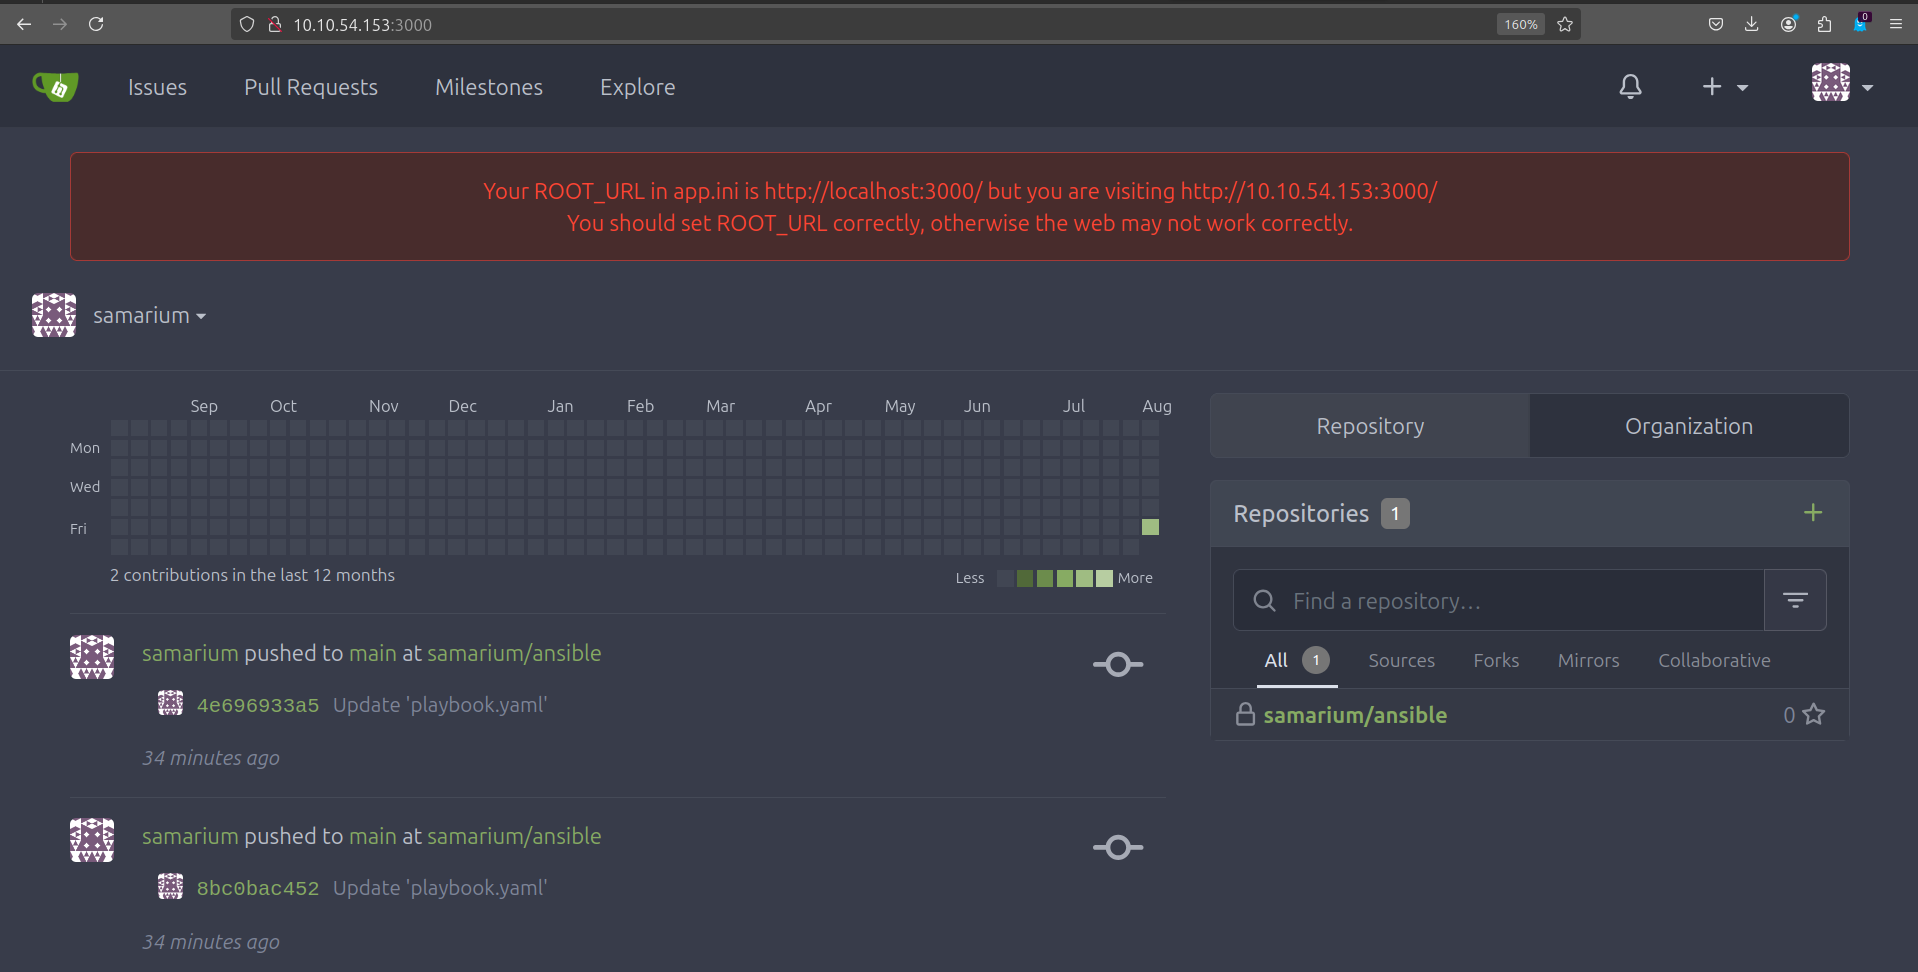 10.10.54.153:3000
160%
0
Issues
Pull Requests
Milestones
Explore
Your ROOT_URL in app.ini is http://localhost:3000/ but you are visiting http://10.10.54.153:3000/
You should set ROOT_URL correctly, otherwise the web may not work correctly.
samarium
Sep Oct Nov Dec Jan Feb Mar Apr May Jun Jul Aug
Mon
Wed
Fri
2 contributions in the last 12 months
Less More
samarium pushed to main at samarium/ansible
4e696933a5 Update 'playbook.yaml'
34 minutes ago
samarium pushed to main at samarium/ansible
8bc0bac452 Update 'playbook.yaml'
34 minutes ago
Repository
Organization
Repositories 1
Find a repository...
All 1 Sources Forks Mirrors Collaborative
samarium/ansible 0